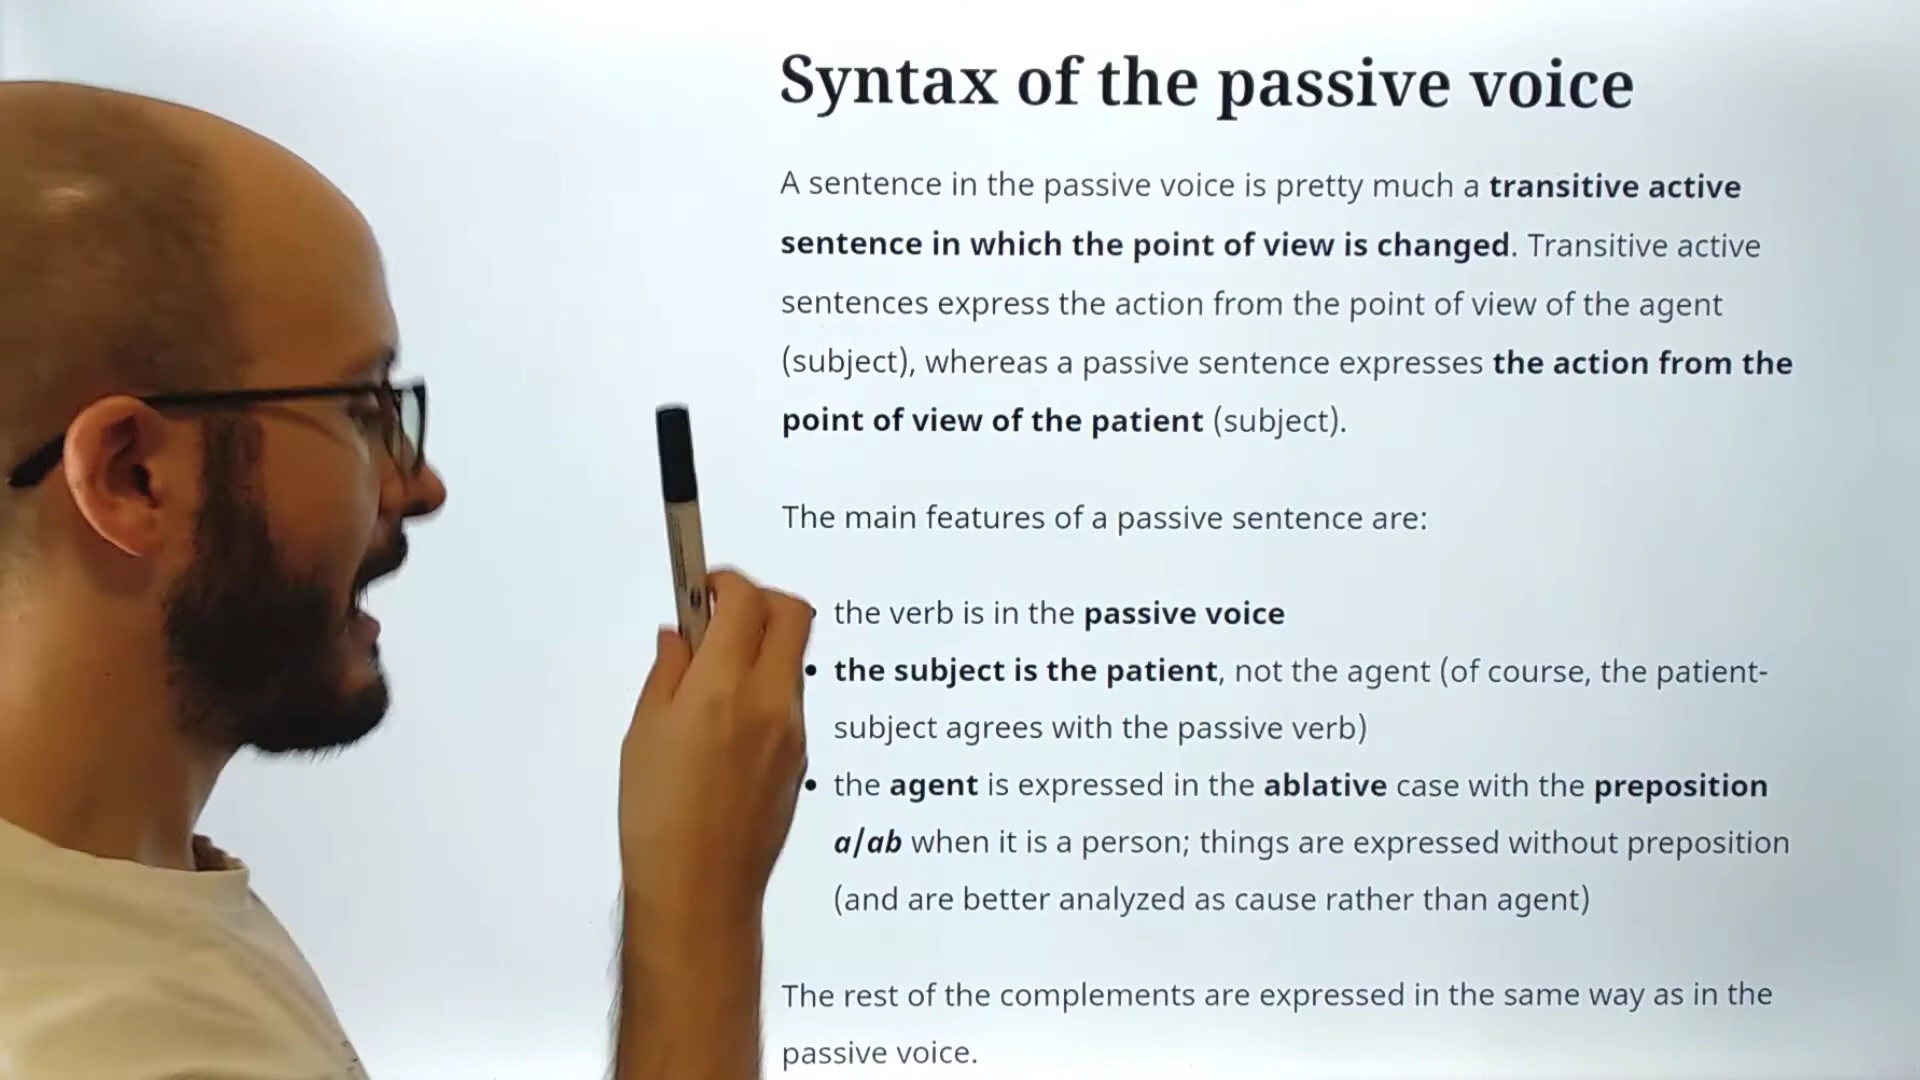 Syntax of the passive voice
A sentence in the passive voice is pretty much a transitive active
sentence in which the point of view is changed. Transitive active
sentences express the action from the point of view of the agent
(subject), whereas a passive sentence expresses the action from the
point of view of the patient (subject).
The main features of a passive sentence are:
• the verb is in the passive voice
• the subject is the patient, not the agent (of course, the patient-
subject agrees with the passive verb)
• the agent is expressed in the ablative case with the preposition
a/ab when it is a person; things are expressed without preposition
(and are better analyzed as cause rather than agent)
The rest of the complements are expressed in the same way as in the
passive voice.